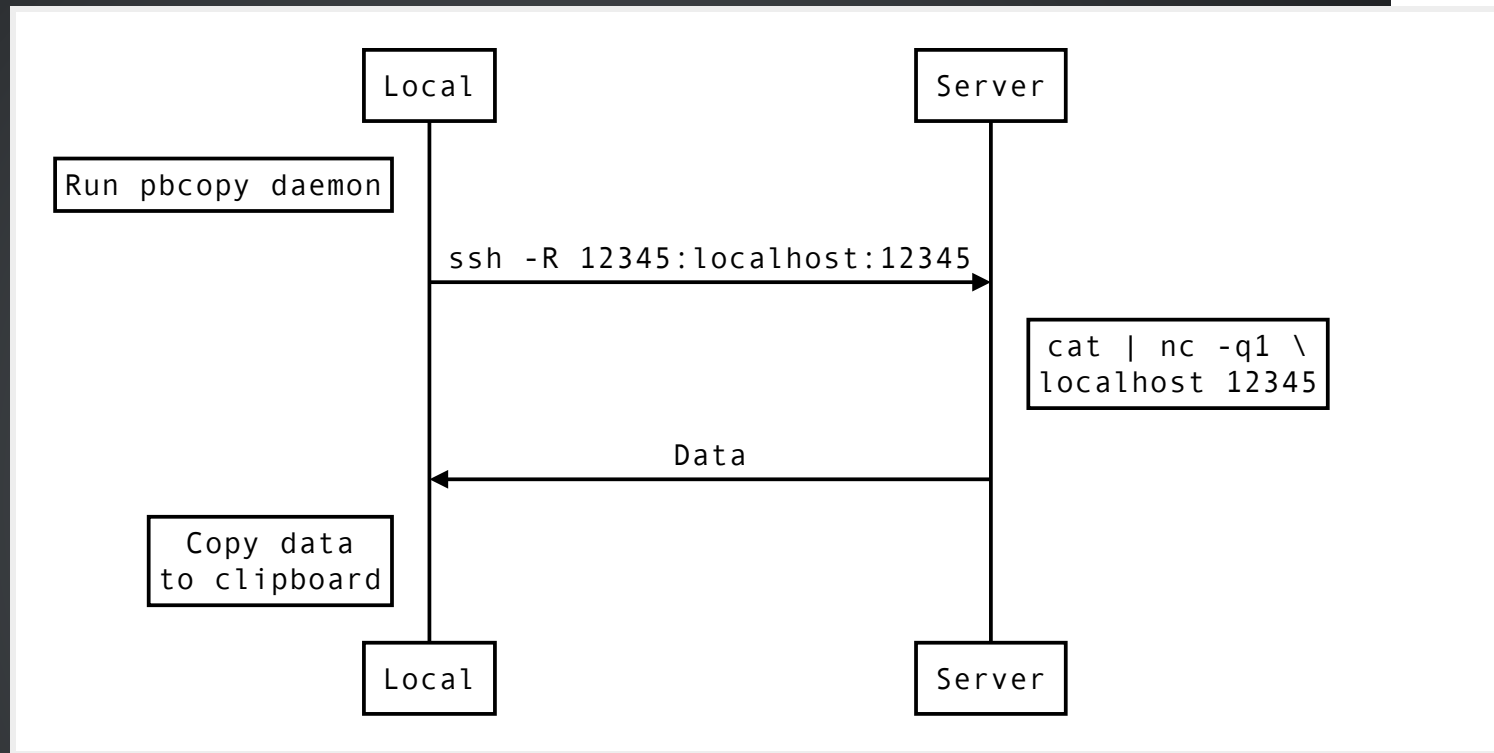 Local
Server
Run pbcopy daemon
ssh -R 12345:localhost:12345
cat | nc -q1 \
localhost 12345
Data
Copy data
to clipboard
Local
Server